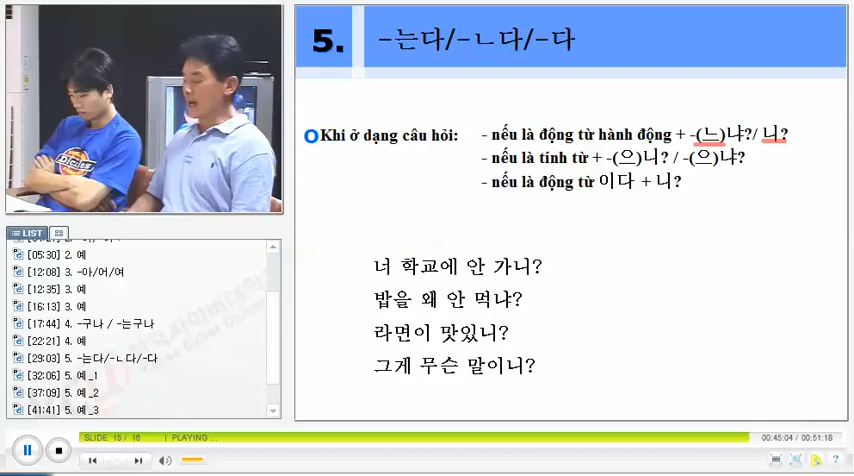 5. -는다/-ㄴ다/-다
Khi ở dạng câu hỏi: - nếu là động từ hành động + -(느)냐?/ 니?
- nếu là tính từ + -(으)니? / -(으)냐?
- nếu là động từ 이다 + 니?
너 학교에 안 가니?
밥을 왜 안 먹냐?
라면이 맛있니?
그게 무슨 말이니?
Dickies
LIST
[05:30] 2. 예
[12:08] 3. -아/어/여
[12:35] 3. 예
[16:13] 3. 예
[17:44] 4. -구나 / -는구나
[22:21] 4. 예
[29:03] 5. -는다/-ㄴ다/-다
[32:06] 5. 예_1
[37:09] 5. 예_2
[41:41] 5. 예_3
SLIDE 15 / 16 | PLAYING ...
00:45:04 / 00:51:18